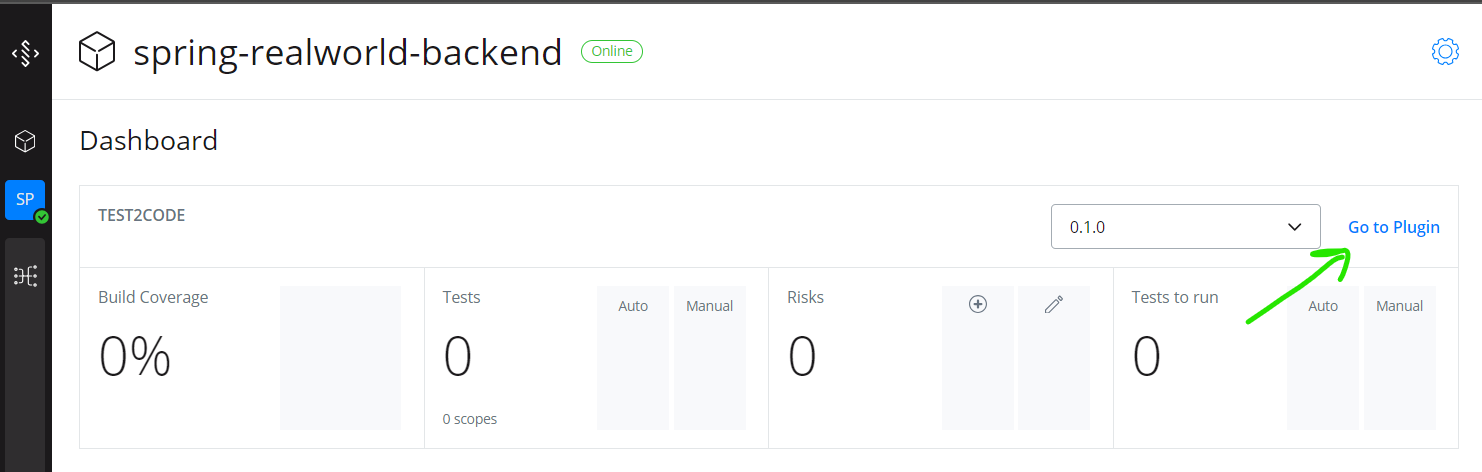 spring-realworld-backend Online
Dashboard
SP
TEST2CODE
0.1.0 Go to Plugin
Build Coverage
0%
Tests
0
0 scopes
Auto Manual
Risks
0
Tests to run
0
Auto Manual